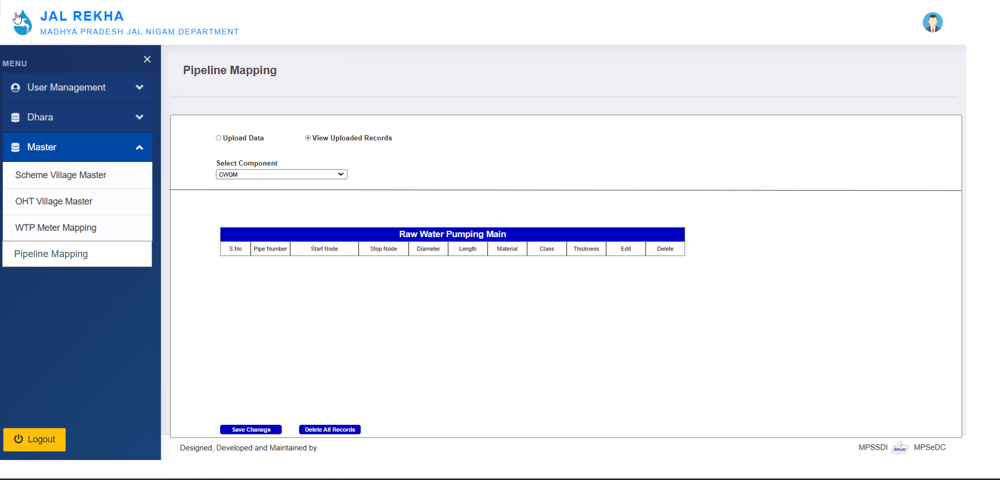 JAL REKHA
MADHYA PRADESH JAL NIGAM DEPARTMENT
MENU
User Management
Dhara
Master
Scheme Village Master
OHT Village Master
WTP Meter Mapping
Pipeline Mapping
Logout
Pipeline Mapping
Upload Data View Uploaded Records
Select Component
CWGM
Raw Water Pumping Main
S.No Pipe Number Start Node Stop Node Diameter Length Material Class Thickness Edit Delete
Save Chanegs Delete All Records
Designed, Developed and Maintained by
MPSSDI MPSeDC.